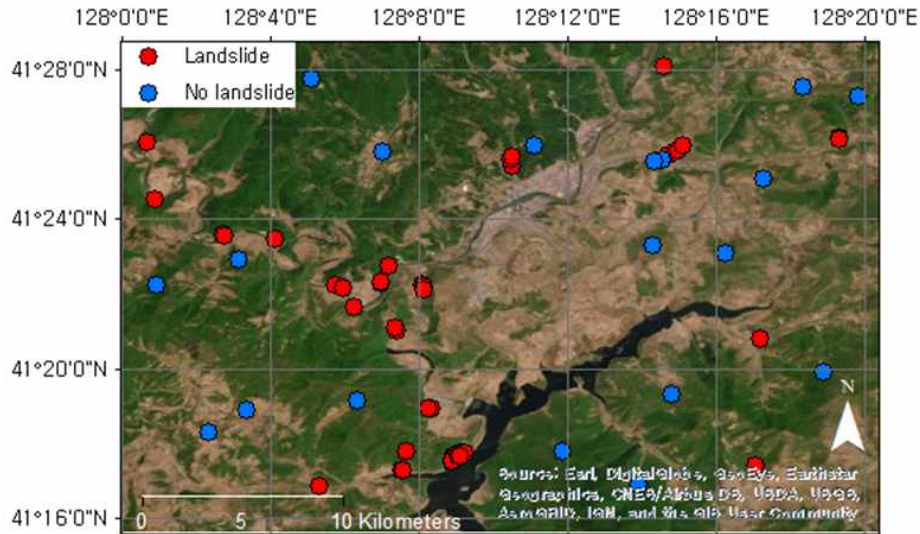 128°0'0"E 128°4'0"E 128°8'0"E 128°12'0"E 128°16'0"E 128°20'0"E
41°28'0"N
Landslide
No landslide
41°24'0"N
41°20'0"N
N
Source: Esri, DigitalGlobe, GeoEye, Earthstar
Geographics, CNES/Airbus DS, USDA, USGS,
AeroGRID, IGN, and the GIS User Community
41°16'0"N
0 5 10 Kilometers